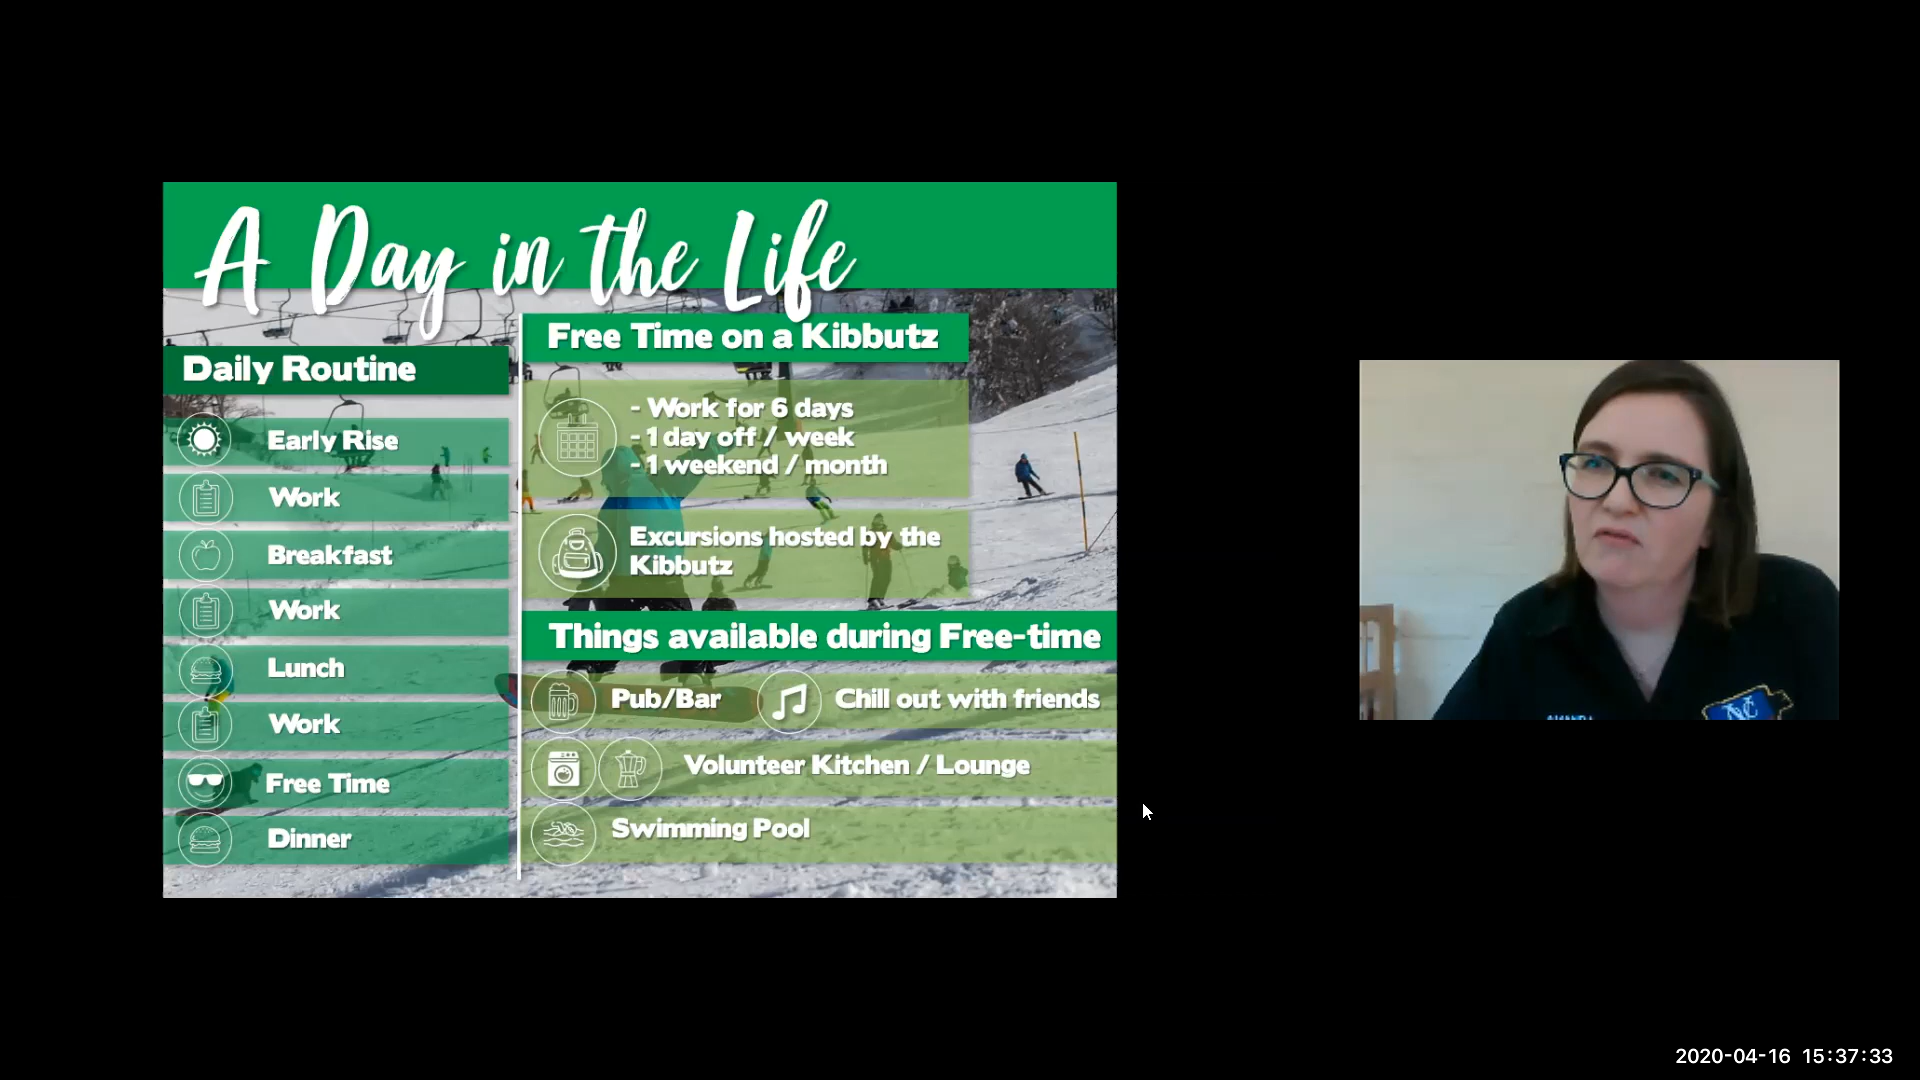 A Day in the Life
Daily Routine
Early Rise
Work
Breakfast
Work
Lunch
Work
Free Time
Dinner
Free Time on a Kibbutz
- Work for 6 days
- 1 day off / week
- 1 weekend / month
Excursions hosted by the
Kibbutz
Things available during Free-time
Pub/Bar
Chill out with friends
Volunteer Kitchen / Lounge
Swimming Pool
2020-04-16 15:37:33